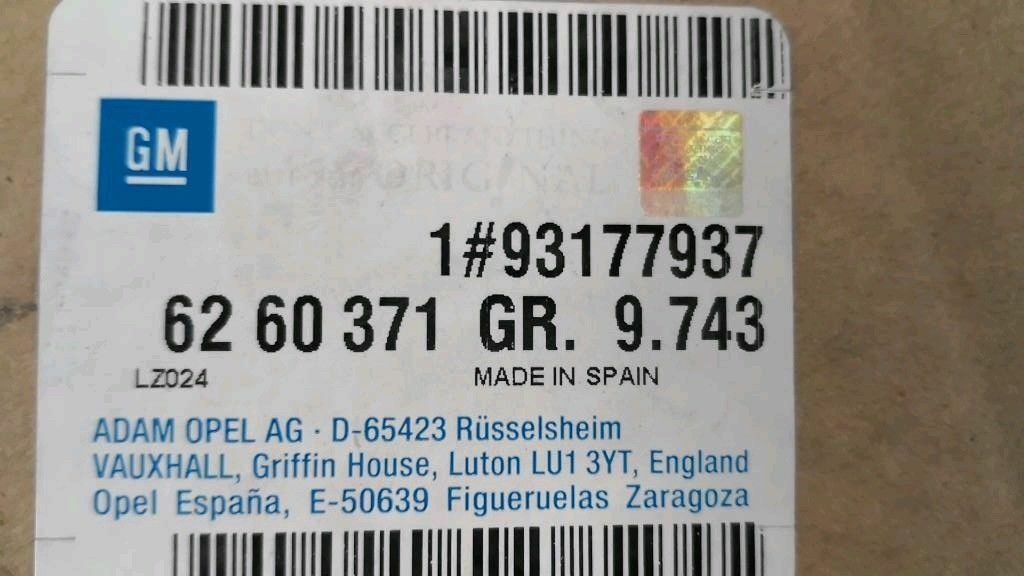 GM
ORIGINAL
1#93177937
62 60 371 GR. 9.743
LZ024 MADE IN SPAIN
ADAM OPEL AG · D-65423 Rüsselsheim
VAUXHALL, Griffin House, Luton LU1 3YT, England
Opel España, E-50639 Figueruelas Zaragoza